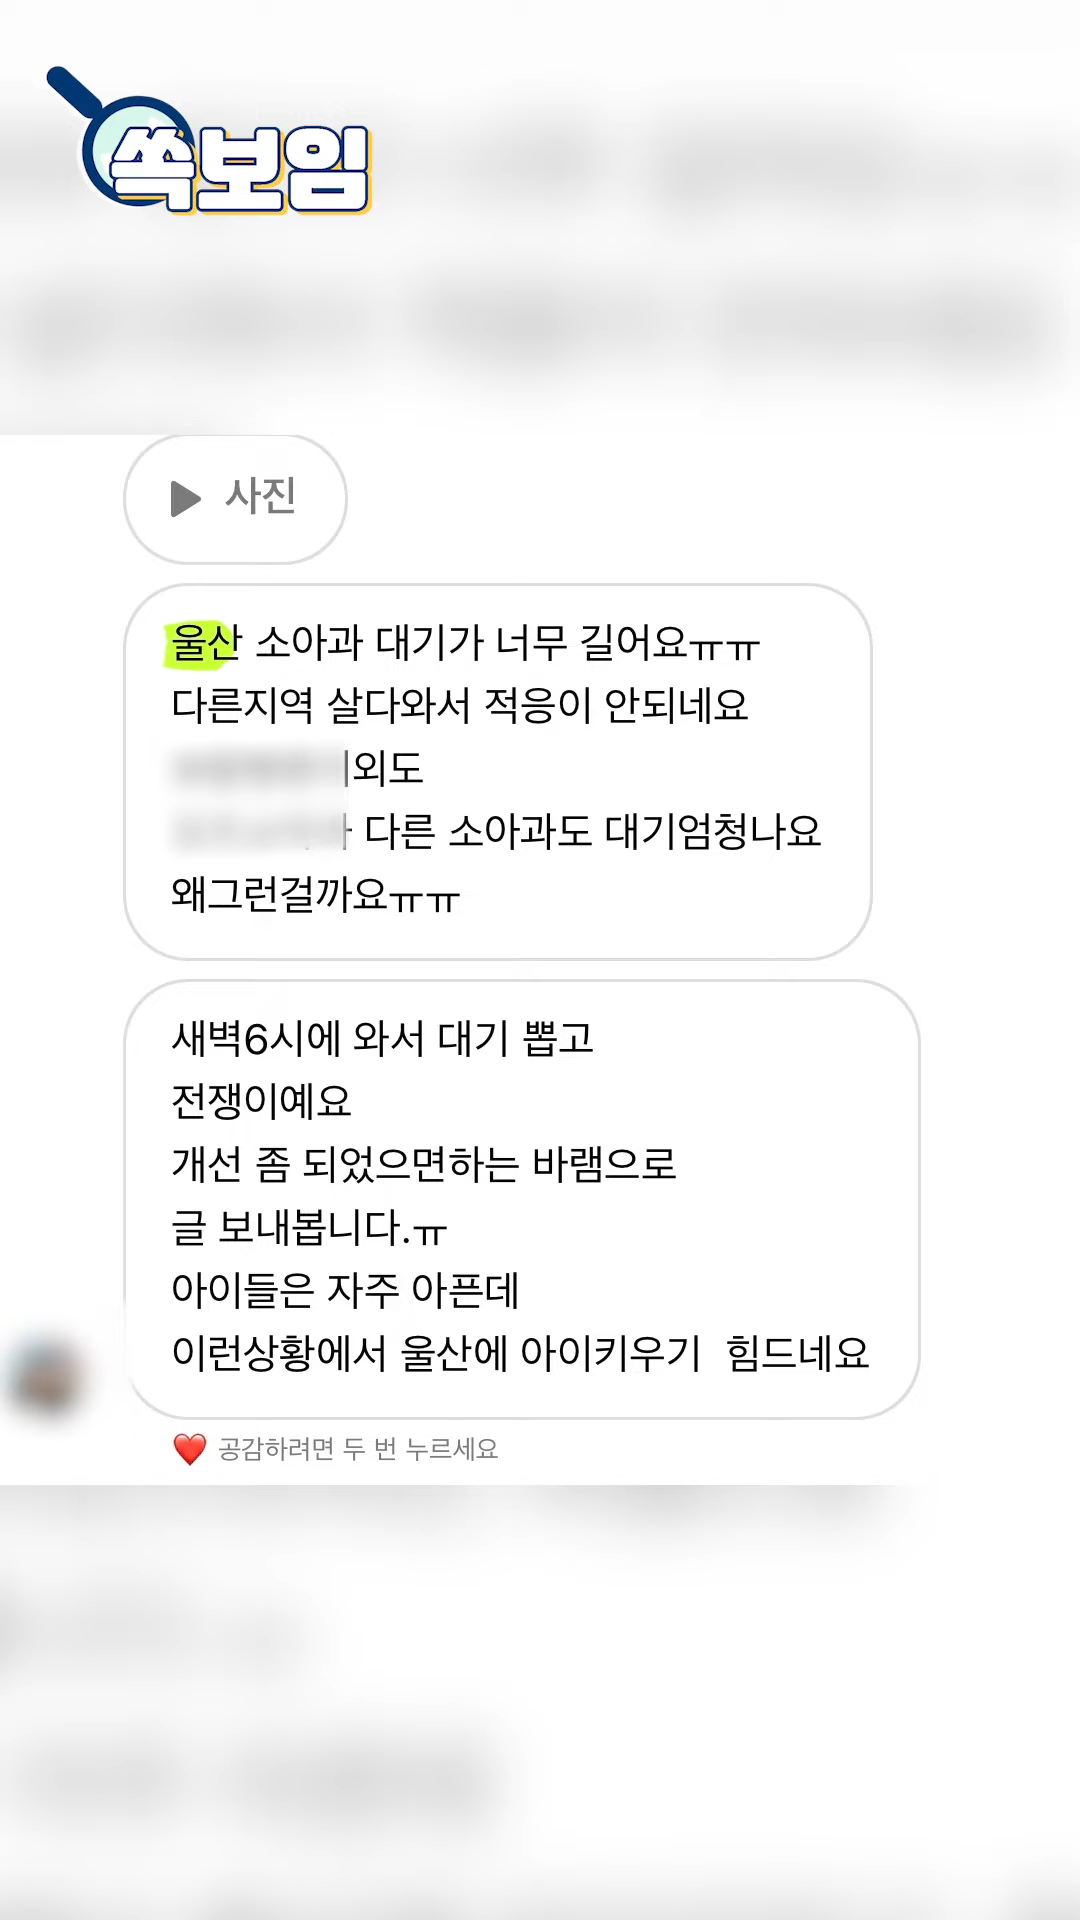 쏙보임
사진
울산 소아과 대기가 너무 길어요ㅠㅠ
다른지역 살다와서 적응이 안되네요
외도
다른 소아과도 대기엄청나요
왜그런걸까요ㅠㅠ
새벽6시에 와서 대기 뽑고
전쟁이예요
개선 좀 되었으면하는 바램으로
글 보내봅니다.ㅠ
아이들은 자주 아픈데
이런상황에서 울산에 아이키우기 힘드네요
공감하려면 두 번 누르세요